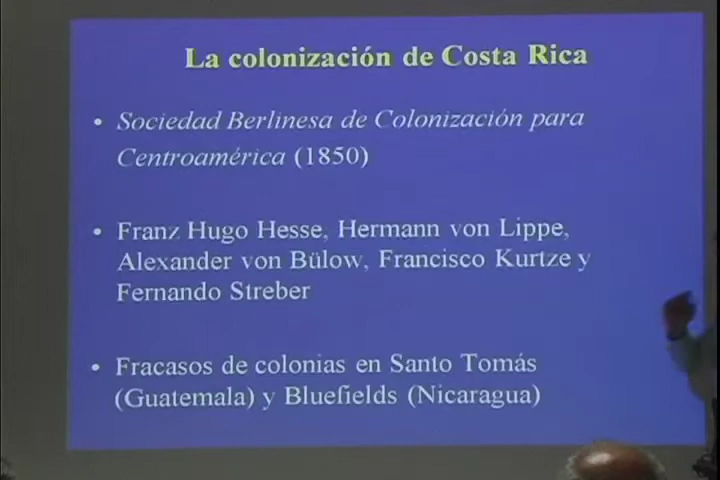 La colonización de Costa Rica
• Sociedad Berlinesa de Colonización para
Centroamérica (1850)
• Franz Hugo Hesse, Hermann von Lippe,
Alexander von Bülow, Francisco Kurtze y
Fernando Streber
• Fracasos de colonias en Santo Tomás
(Guatemala) y Bluefields (Nicaragua)